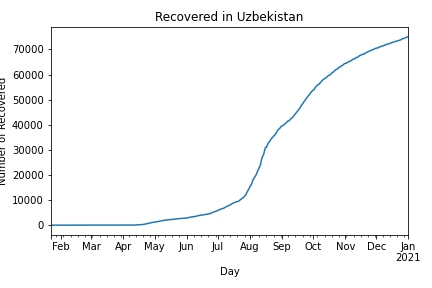 Recovered in Uzbekistan
70000
60000
50000
40000
30000
20000
10000
0
Number of Recovered
Feb Mar Apr May Jun Jul Aug Sep Oct Nov Dec Jan
2021
Day